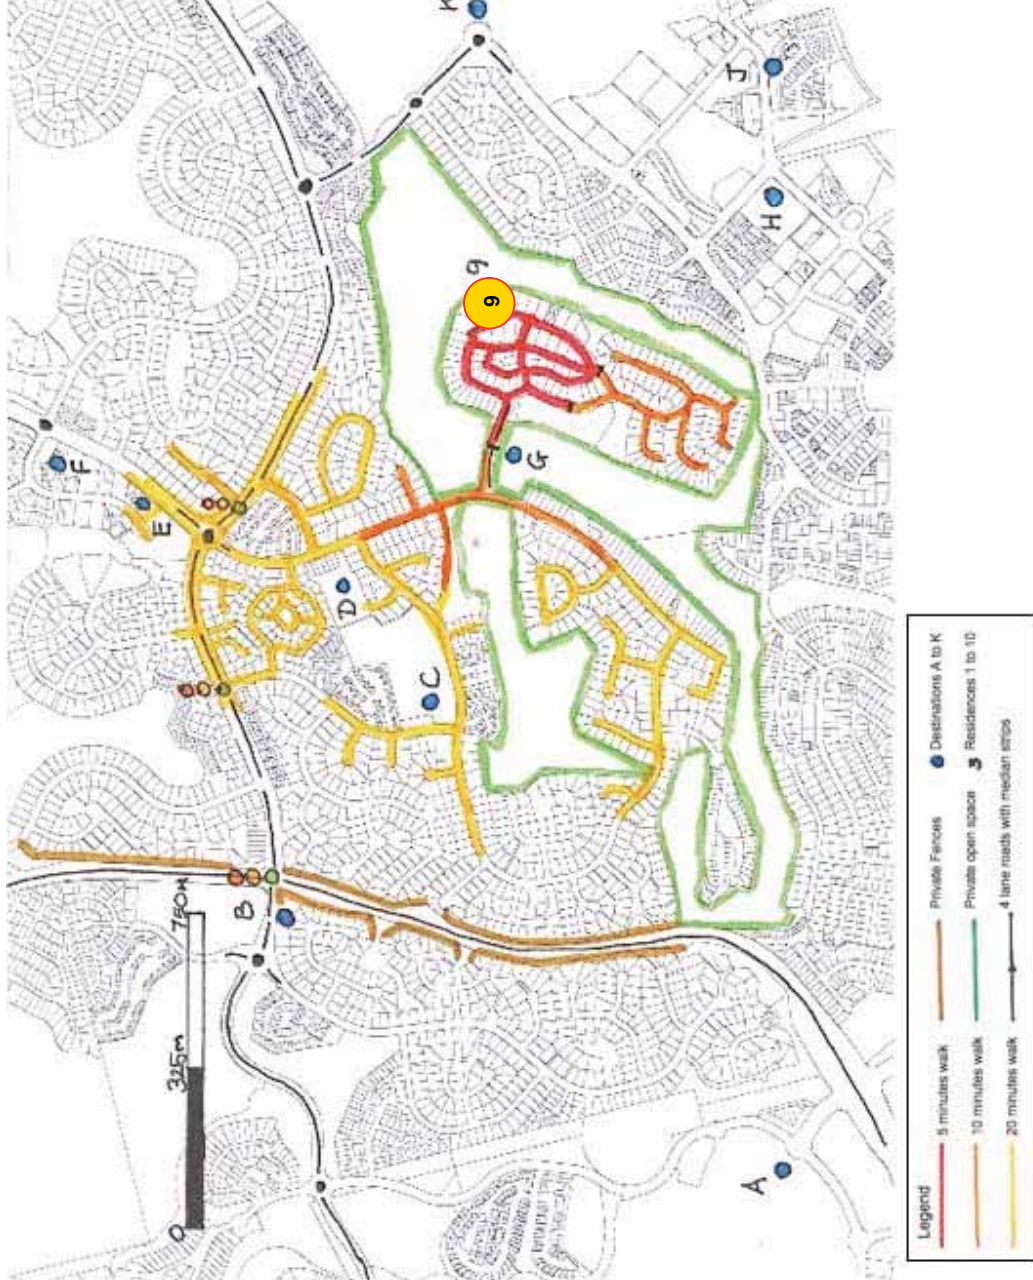 K
J
H
9
9
G
F
E
D
C
B
A
0
325m
750m
Legend
5 minutes walk
10 minutes walk
20 minutes walk
Private Fences
Private open space
4 lane roads with median strips
Destinations A to K
3 Residences 1 to 10